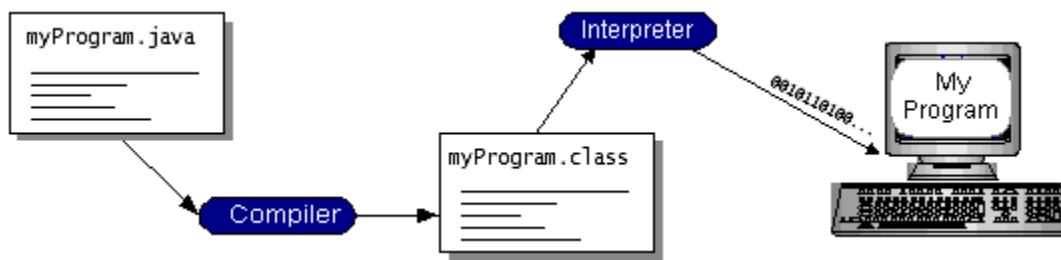 myProgram.java
Compiler
myProgram.class
Interpreter
0010110100...
My
Program